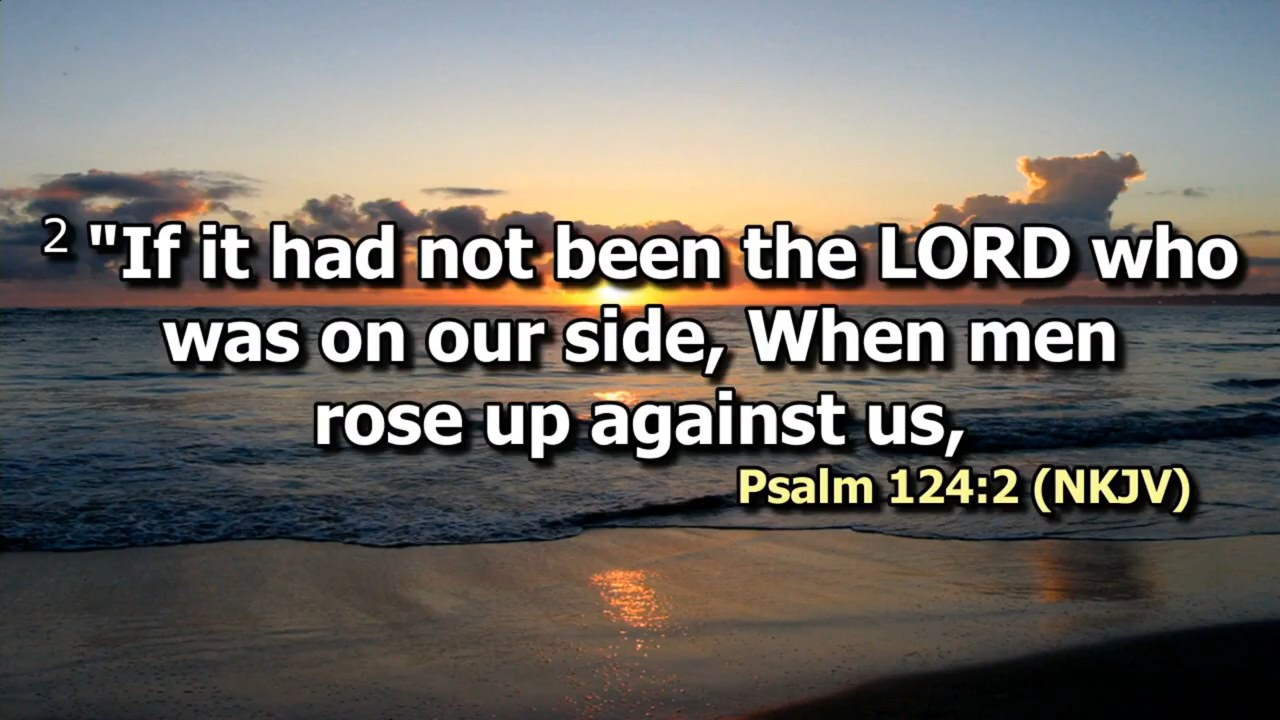 2 "If it had not been the LORD who
was on our side, When men
rose up against us,
Psalm 124:2 (NKJV)